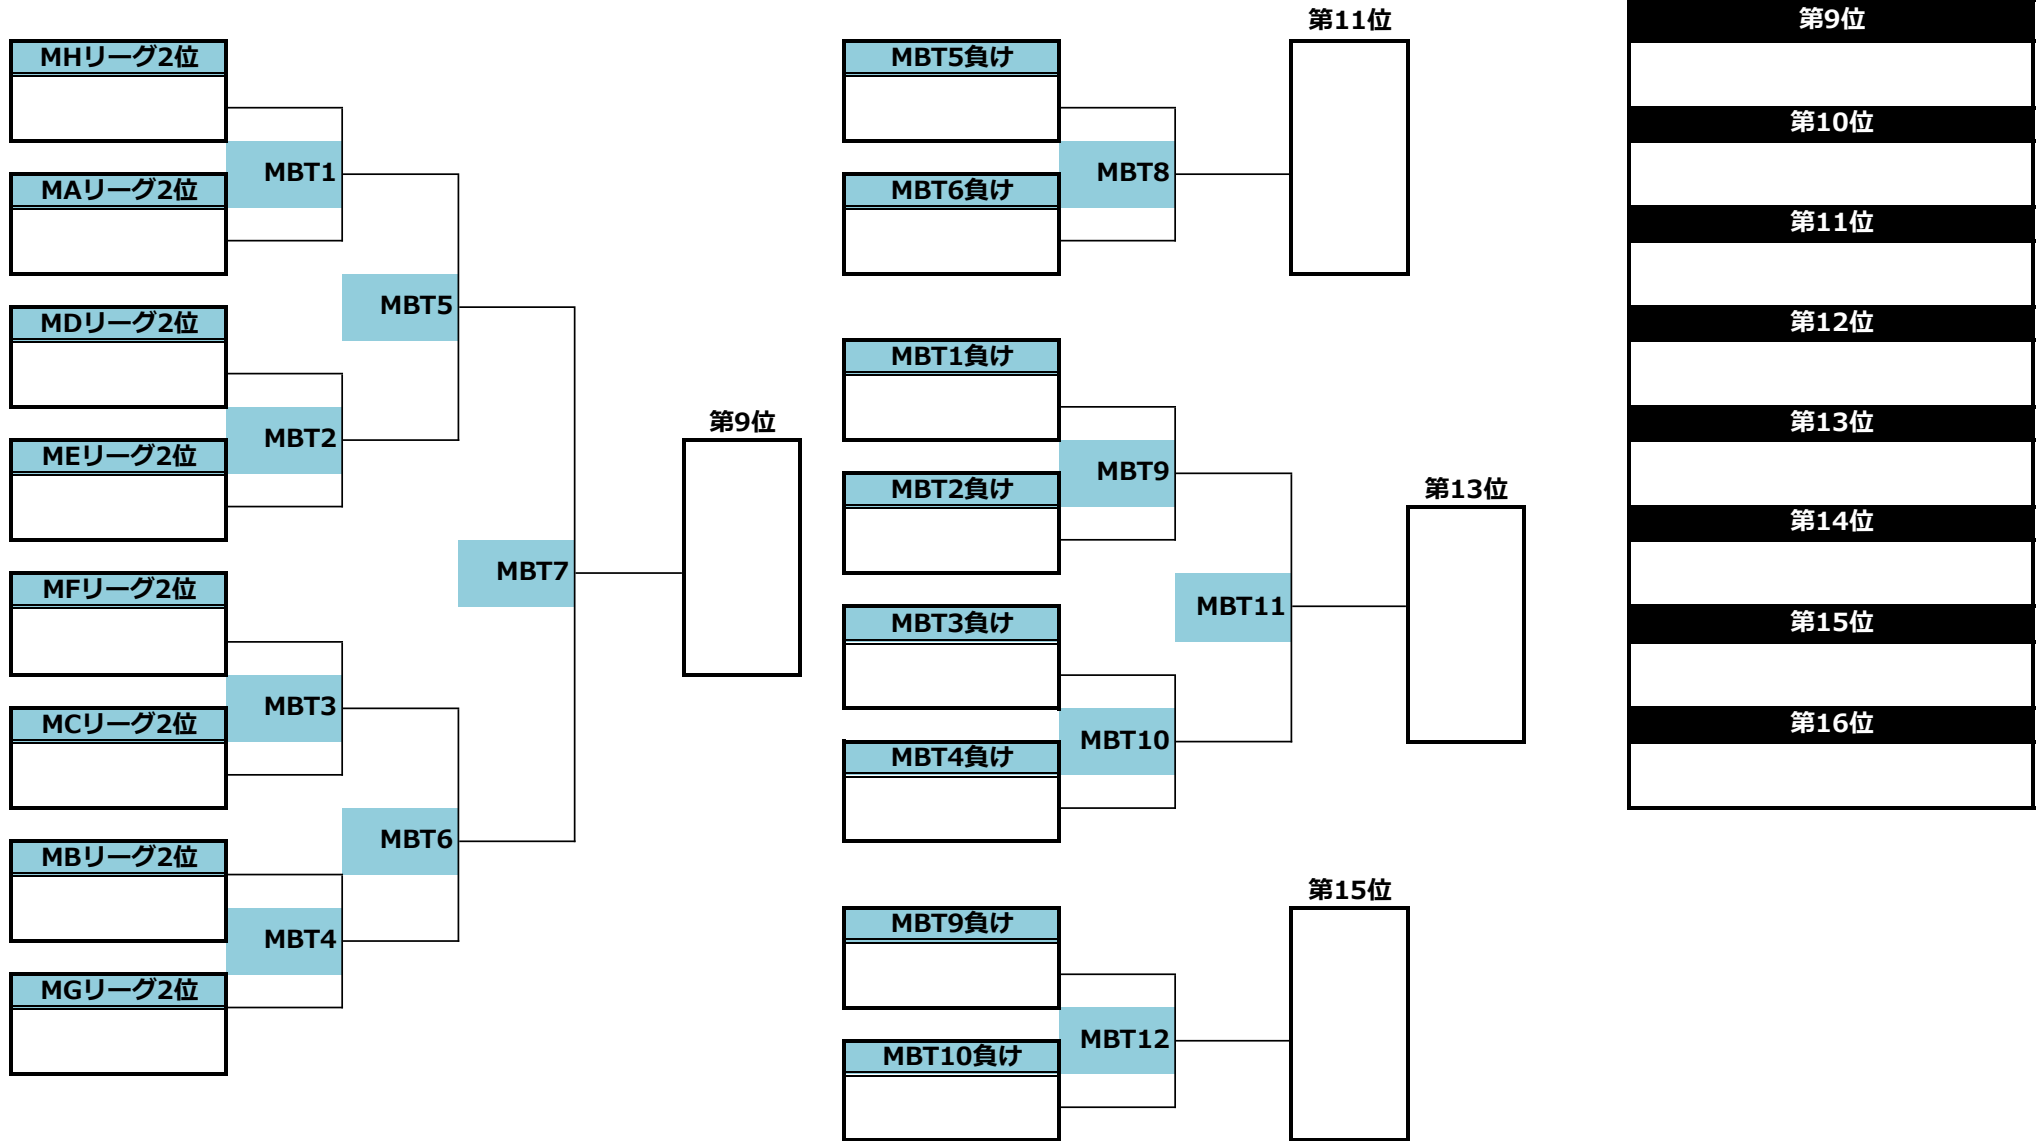 MHリーグ2位
MBT1
MAリーグ2位
MBT5
MDリーグ2位
MBT2
MEリーグ2位
第9位
MBT7
MFリーグ2位
MBT3
MCリーグ2位
MBT6
MBリーグ2位
MBT4
MGリーグ2位
第11位
MBT5負け
MBT8
MBT6負け
MBT1負け
MBT9
MBT2負け
第13位
MBT11
MBT3負け
MBT10
MBT4負け
第15位
MBT9負け
MBT12
MBT10負け
第9位
第10位
第11位
第12位
第13位
第14位
第15位
第16位